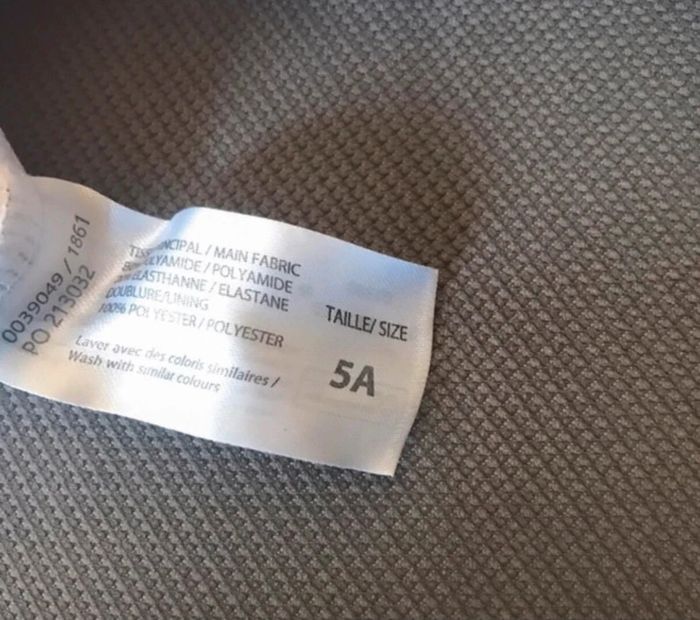 0039049 / 1861
PO 213032
/ MAIN FABRIC
POLYAMIDE / POLYAMIDE
ELASTHANNE / ELASTANE
DOUBLURE/LINING
100% POLYESTER / POLYESTER
Laver avec des coloris similaires /
Wash with similar colours
TAILLE/ SIZE
5A